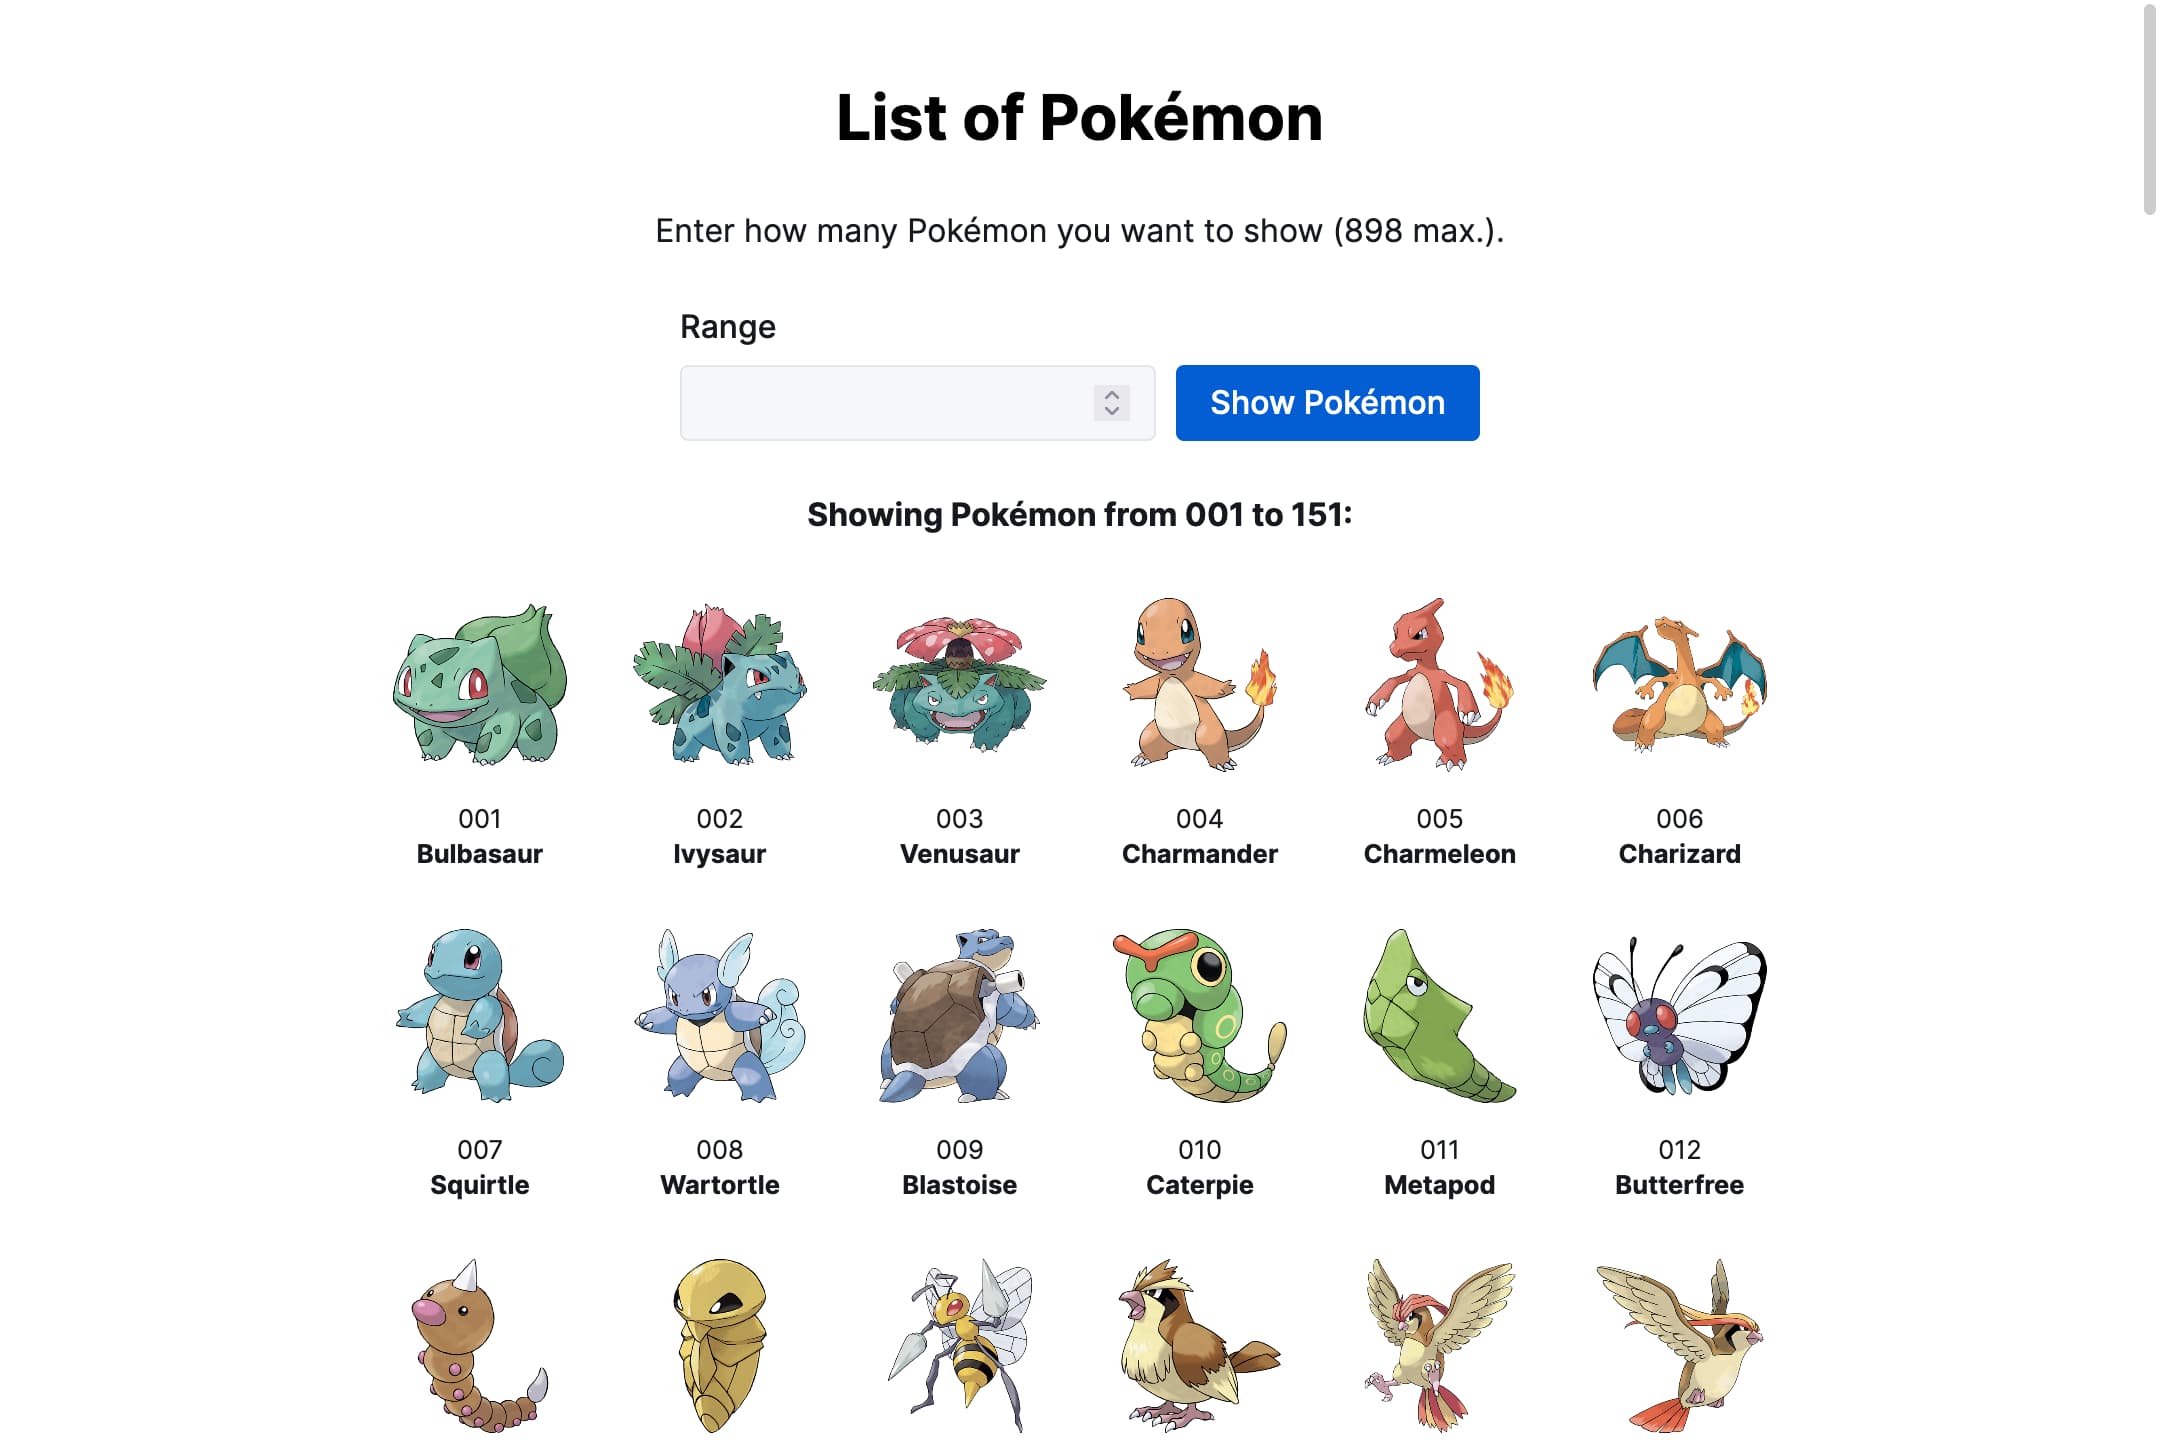 List of Pokémon
Enter how many Pokémon you want to show (898 max.).
Range
Show Pokémon
Showing Pokémon from 001 to 151:
001 002 003 004 005 006
Bulbasaur Ivysaur Venusaur Charmander Charmeleon Charizard
007 008 009 010 011 012
Squirtle Wartortle Blastoise Caterpie Metapod Butterfree